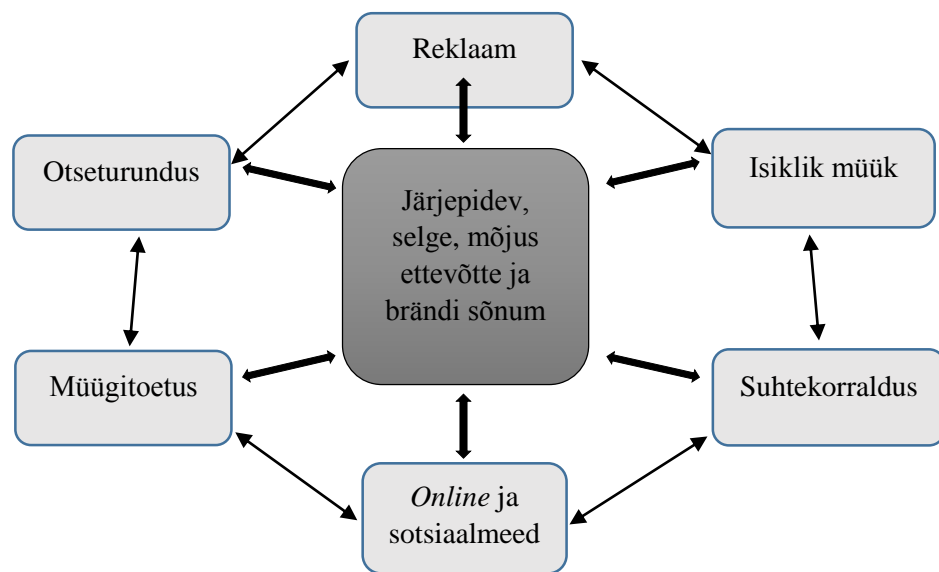 Reklaam
Otseturundus
Isiklik müük
Järjepidev,
selge, mõjus
ettevõtte ja
brändi sõnum
Müügitoetus
Suhtekorraldus
Online ja
sotsiaalmeed